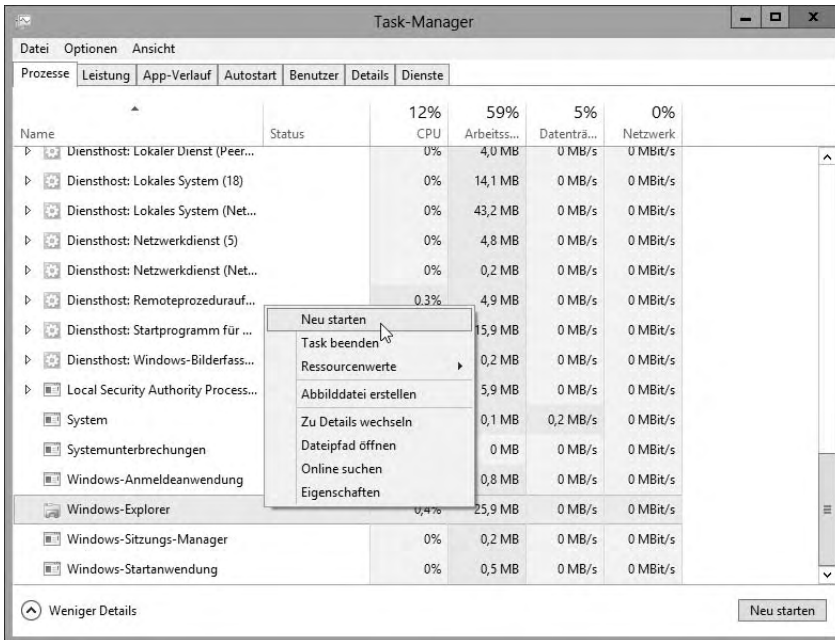 Task-Manager
Datei Optionen Ansicht
Prozesse Leistung App-Verlauf Autostart Benutzer Details Dienste
12% 59% 5% 0%
Name Status CPU Arbeitss... Datenträ... Netzwerk
Diensthost: Lokaler Dienst (Peer... 0% 4,0 MB 0 MB/s 0 MBit/s
Diensthost: Lokales System (18) 0% 14,1 MB 0 MB/s 0 MBit/s
Diensthost: Lokales System (Net... 0% 43,2 MB 0 MB/s 0 MBit/s
Diensthost: Netzwerkdienst (5) 0% 4,8 MB 0 MB/s 0 MBit/s
Diensthost: Netzwerkdienst (Net... 0% 0,2 MB 0 MB/s 0 MBit/s
Diensthost: Remoteprozeduraufr... 0,3% 4,9 MB 0 MB/s 0 MBit/s
Diensthost: Startprogramm für ... 15,9 MB 0 MB/s 0 MBit/s
Diensthost: Windows-Bilderfass... 0,2 MB 0 MB/s 0 MBit/s
Local Security Authority Process... 5,9 MB 0 MB/s 0 MBit/s
System 0,1 MB 0,2 MB/s 0 MBit/s
Systemunterbrechungen 0 MB 0 MB/s 0 MBit/s
Windows-Anmeldeanwendung 0,8 MB 0 MB/s 0 MBit/s
Windows-Explorer 0,4% 25,9 MB 0 MB/s 0 MBit/s
Windows-Sitzungs-Manager 0% 0,2 MB 0 MB/s 0 MBit/s
Windows-Startanwendung 0% 0,5 MB 0 MB/s 0 MBit/s
Neu starten
Task beenden
Ressourcenwerte
Abbilddatei erstellen
Zu Details wechseln
Dateipfad öffnen
Online suchen
Eigenschaften
Weniger Details Neu starten